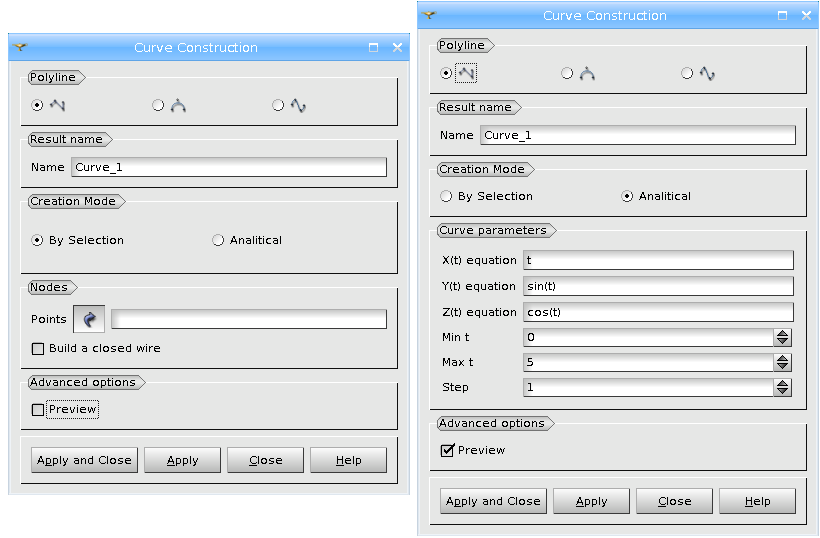 Curve Construction
Polyline
Result name
Name Curve_1
Creation Mode
By Selection Analitical
Nodes
Points
Build a closed wire
Advanced options
Preview
Apply and Close Apply Close Help
Curve Construction
Polyline
Result name
Name Curve_1
Creation Mode
By Selection Analitical
Curve parameters
X(t) equation t
Y(t) equation sin(t)
Z(t) equation cos(t)
Min t 0
Max t 5
Step 1
Advanced options
Preview
Apply and Close Apply Close Help